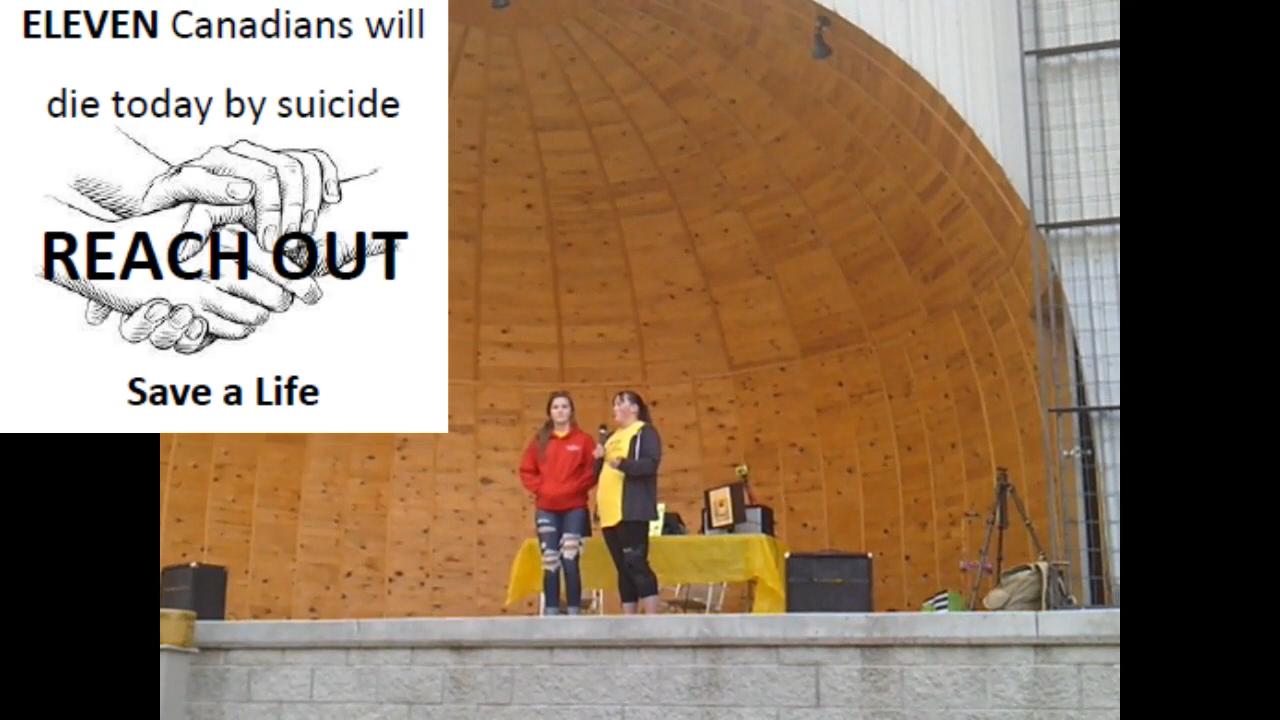 ELEVEN Canadians will
die today by suicide
REACH OUT
Save a Life